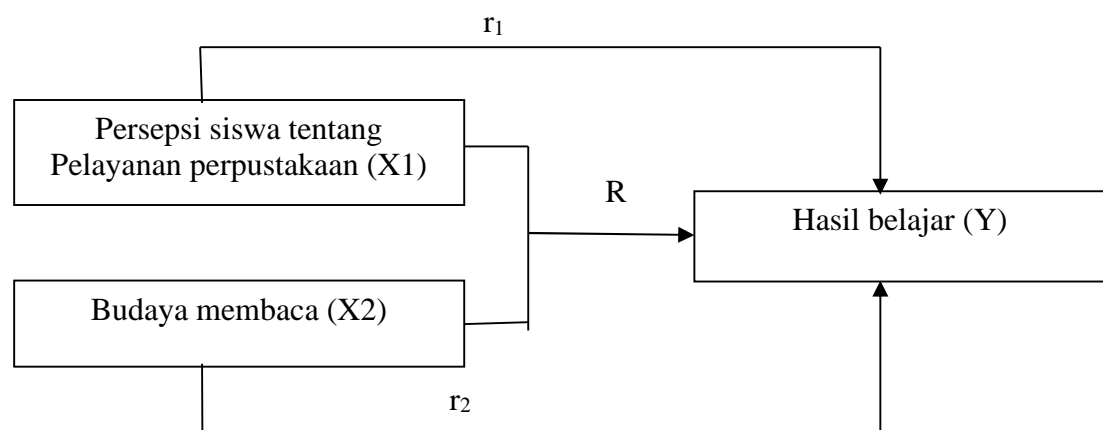 r₁
Persepsi siswa tentang
Pelayanan perpustakaan (X1)
R
Hasil belajar (Y)
Budaya membaca (X2)
r₂